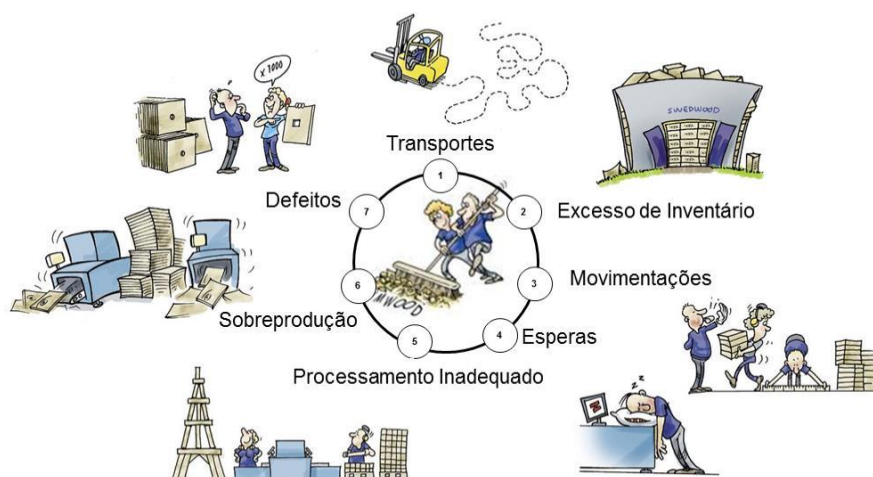 x 1000
SWEDWOOD
Transportes
1
Defeitos
7
2
Excesso de Inventário
3
Movimentações
6
Sobreprodução
WOOD
4
Esperas
5
Processamento Inadequado
z z